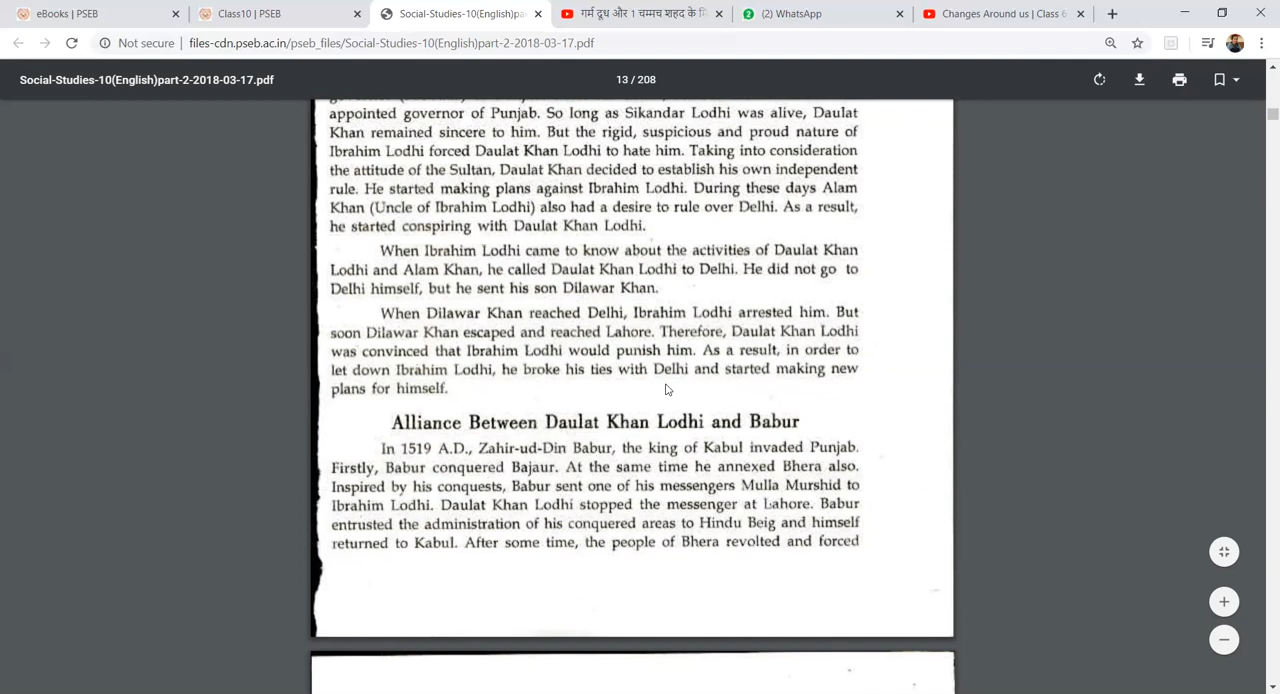 eBooks | PSEB
Class10 | PSEB
Social-Studies-10(English)pa
गर्म दूध और 1 चम्मच शहद के मि
(2) WhatsApp
Changes Around us | Class 6
Not secure | files-cdn.pseb.ac.in/pseb_files/Social-Studies-10(English)part-2-2018-03-17.pdf
Social-Studies-10(English)part-2-2018-03-17.pdf
13 / 208
appointed governor of Punjab. So long as Sikandar Lodhi was alive, Daulat
Khan remained sincere to him. But the rigid, suspicious and proud nature of
Ibrahim Lodhi forced Daulat Khan Lodhi to hate him. Taking into consideration
the attitude of the Sultan, Daulat Khan decided to establish his own independent
rule. He started making plans against Ibrahim Lodhi. During these days Alam
Khan (Uncle of Ibrahim Lodhi) also had a desire to rule over Delhi. As a result,
he started conspiring with Daulat Khan Lodhi.
When Ibrahim Lodhi came to know about the activities of Daulat Khan
Lodhi and Alam Khan, he called Daulat Khan Lodhi to Delhi. He did not go to
Delhi himself, but he sent his son Dilawar Khan.
When Dilawar Khan reached Delhi, Ibrahim Lodhi arrested him. But
soon Dilawar Khan escaped and reached Lahore. Therefore, Daulat Khan Lodhi
was convinced that Ibrahim Lodhi would punish him. As a result, in order to
let down Ibrahim Lodhi, he broke his ties with Delhi and started making new
plans for himself.
Alliance Between Daulat Khan Lodhi and Babur
In 1519 A.D., Zahir-ud-Din Babur, the king of Kabul invaded Punjab.
Firstly, Babur conquered Bajaur. At the same time he annexed Bhera also.
Inspired by his conquests, Babur sent one of his messengers Mulla Murshid to
Ibrahim Lodhi. Daulat Khan Lodhi stopped the messenger at Lahore. Babur
entrusted the administration of his conquered areas to Hindu Beig and himself
returned to Kabul. After some time, the people of Bhera revolted and forced